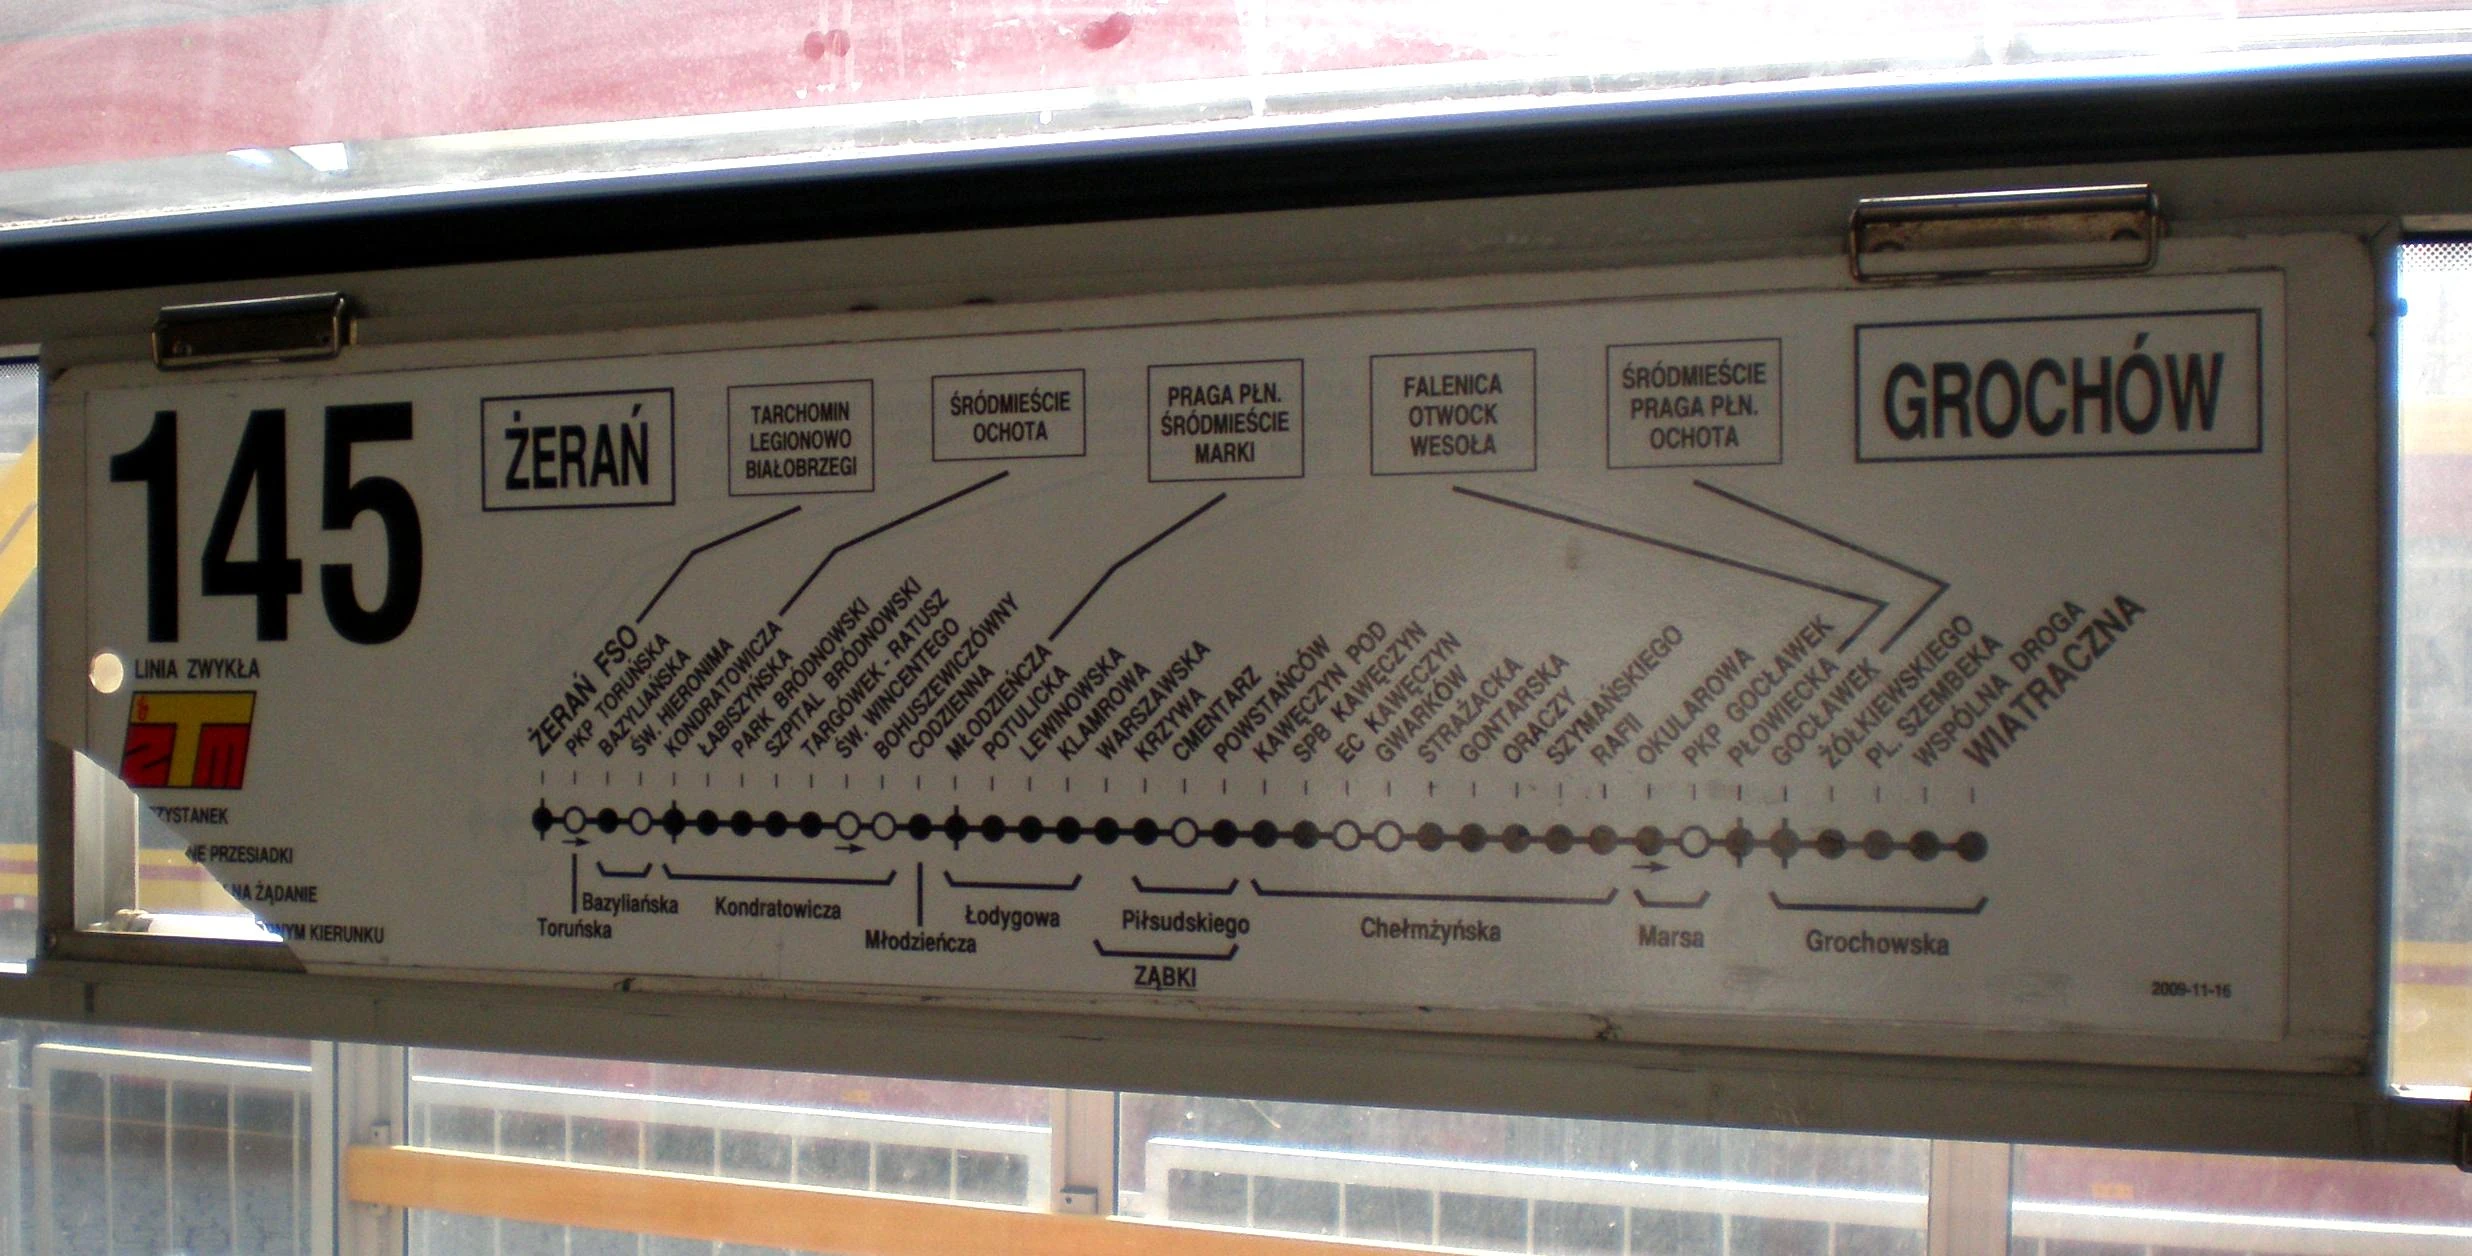 145
LINIA ZWYKŁA
ZTM
ZYSTANEK
NE PRZESIADKI
NA ŻĄDANIE
NYM KIERUNKU
ŻERAŃ
TARCHOMIN
LEGIONOWO
BIAŁOBRZEGI
ŚRÓDMIEŚCIE
OCHOTA
PRAGA PŁN.
ŚRÓDMIEŚCIE
MARKI
FALENICA
OTWOCK
WESOŁA
ŚRÓDMIEŚCIE
PRAGA PŁN.
OCHOTA
GROCHÓW
ŻERAŃ FSO
PKP TORUŃSKA
BAZYLIAŃSKA
ŚW. HIERONIMA
KONDRATOWICZA
ŁABISZYŃSKA
PARK BRÓDNOWSKI
SZPITAL BRÓDNOWSKI
TARGÓWEK - RATUSZ
ŚW. WINCENTEGO
BOHUSZEWICZÓWNY
CODZIENNA
MŁODZIEŃCZA
POTULICKA
LEWINOWSKA
KLAMROWA
WARSZAWSKA
KRZYWA
CMENTARZ
POWSTAŃCÓW
KAWĘCZYN POD
SPB KAWĘCZYN
EC KAWĘCZYN
GWARKÓW
STRAŻACKA
GONTARSKA
ORACZY
SZYMAŃSKIEGO
RAFII
OKULAROWA
PKP GOCŁAWEK
PŁOWIECKA
GOCŁAWEK
ŻÓŁKIEWSKIEGO
PL. SZEMBEKA
WSPÓLNA DROGA
WIATRACZNA
Toruńska
Bazyliańska
Kondratowicza
Młodzieńcza
Łodygowa
Piłsudskiego
ZĄBKI
Chełmżyńska
Marsa
Grochowska
2009-11-16